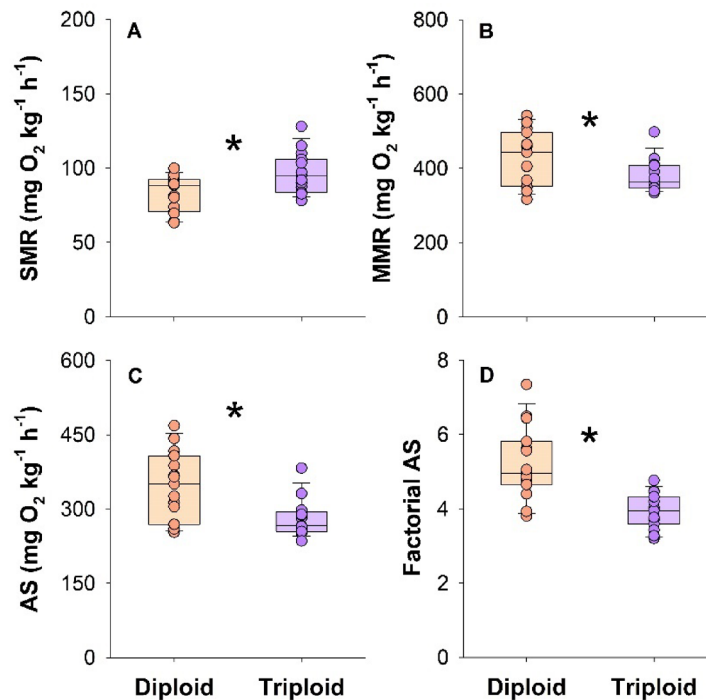 A
SMR (mg O₂ kg⁻¹ h⁻¹)
200
150
100
50
0
*
B
MMR (mg O₂ kg⁻¹ h⁻¹)
800
600
400
200
0
*
C
AS (mg O₂ kg⁻¹ h⁻¹)
600
450
300
150
0
*
Diploid Triploid
D
Factorial AS
8
6
4
2
0
*
Diploid Triploid